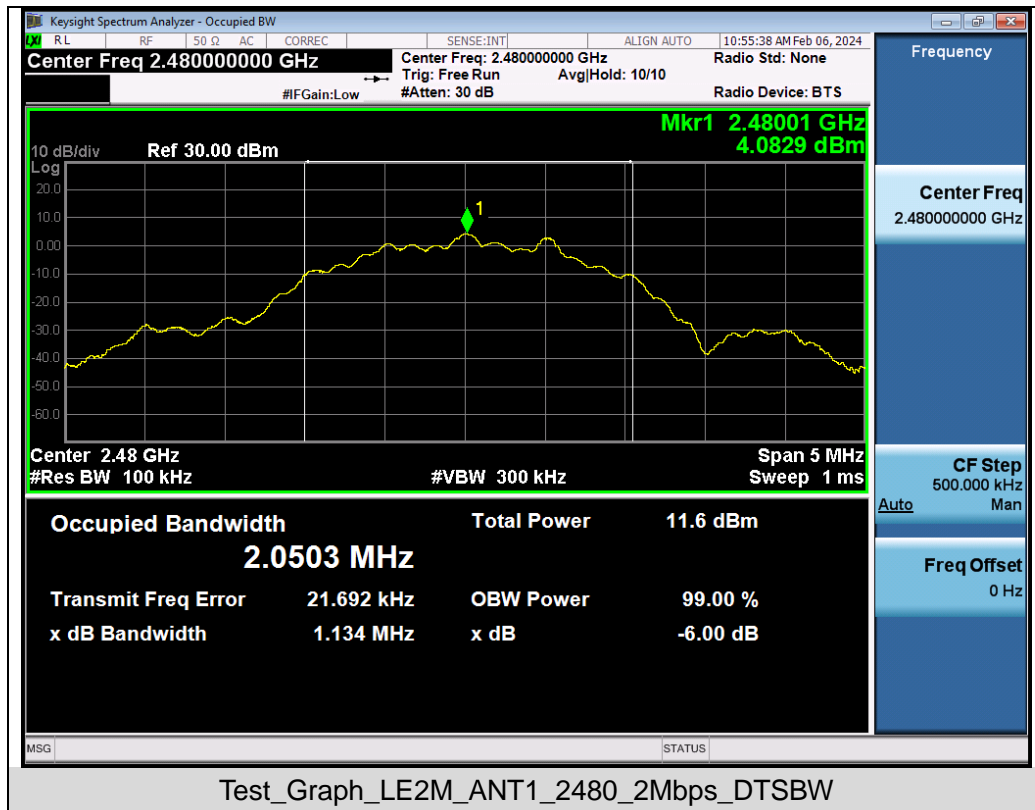 Keysight Spectrum Analyzer - Occupied BW
LXI RL RF 50 Ω AC CORREC SENSE:INT ALIGN AUTO 10:55:38 AM Feb 06, 2024
Center Freq 2.480000000 GHz
Center Freq: 2.480000000 GHz
Radio Std: None
Trig: Free Run Avg|Hold: 10/10
#IFGain:Low
#Atten: 30 dB
Radio Device: BTS
Mkr1 2.48001 GHz
4.0829 dBm
10 dB/div Ref 30.00 dBm
Log
20.0
10.0
0.00
-10.0
-20.0
-30.0
-40.0
-50.0
-60.0
1
Center 2.48 GHz Span 5 MHz
#Res BW 100 kHz #VBW 300 kHz Sweep 1 ms
Occupied Bandwidth Total Power 11.6 dBm
2.0503 MHz
Transmit Freq Error 21.692 kHz OBW Power 99.00 %
x dB Bandwidth 1.134 MHz x dB -6.00 dB
Frequency
Center Freq
2.480000000 GHz
CF Step
500.000 kHz
Auto Man
Freq Offset
0 Hz
MSG STATUS
Test_Graph_LE2M_ANT1_2480_2Mbps_DTSBW